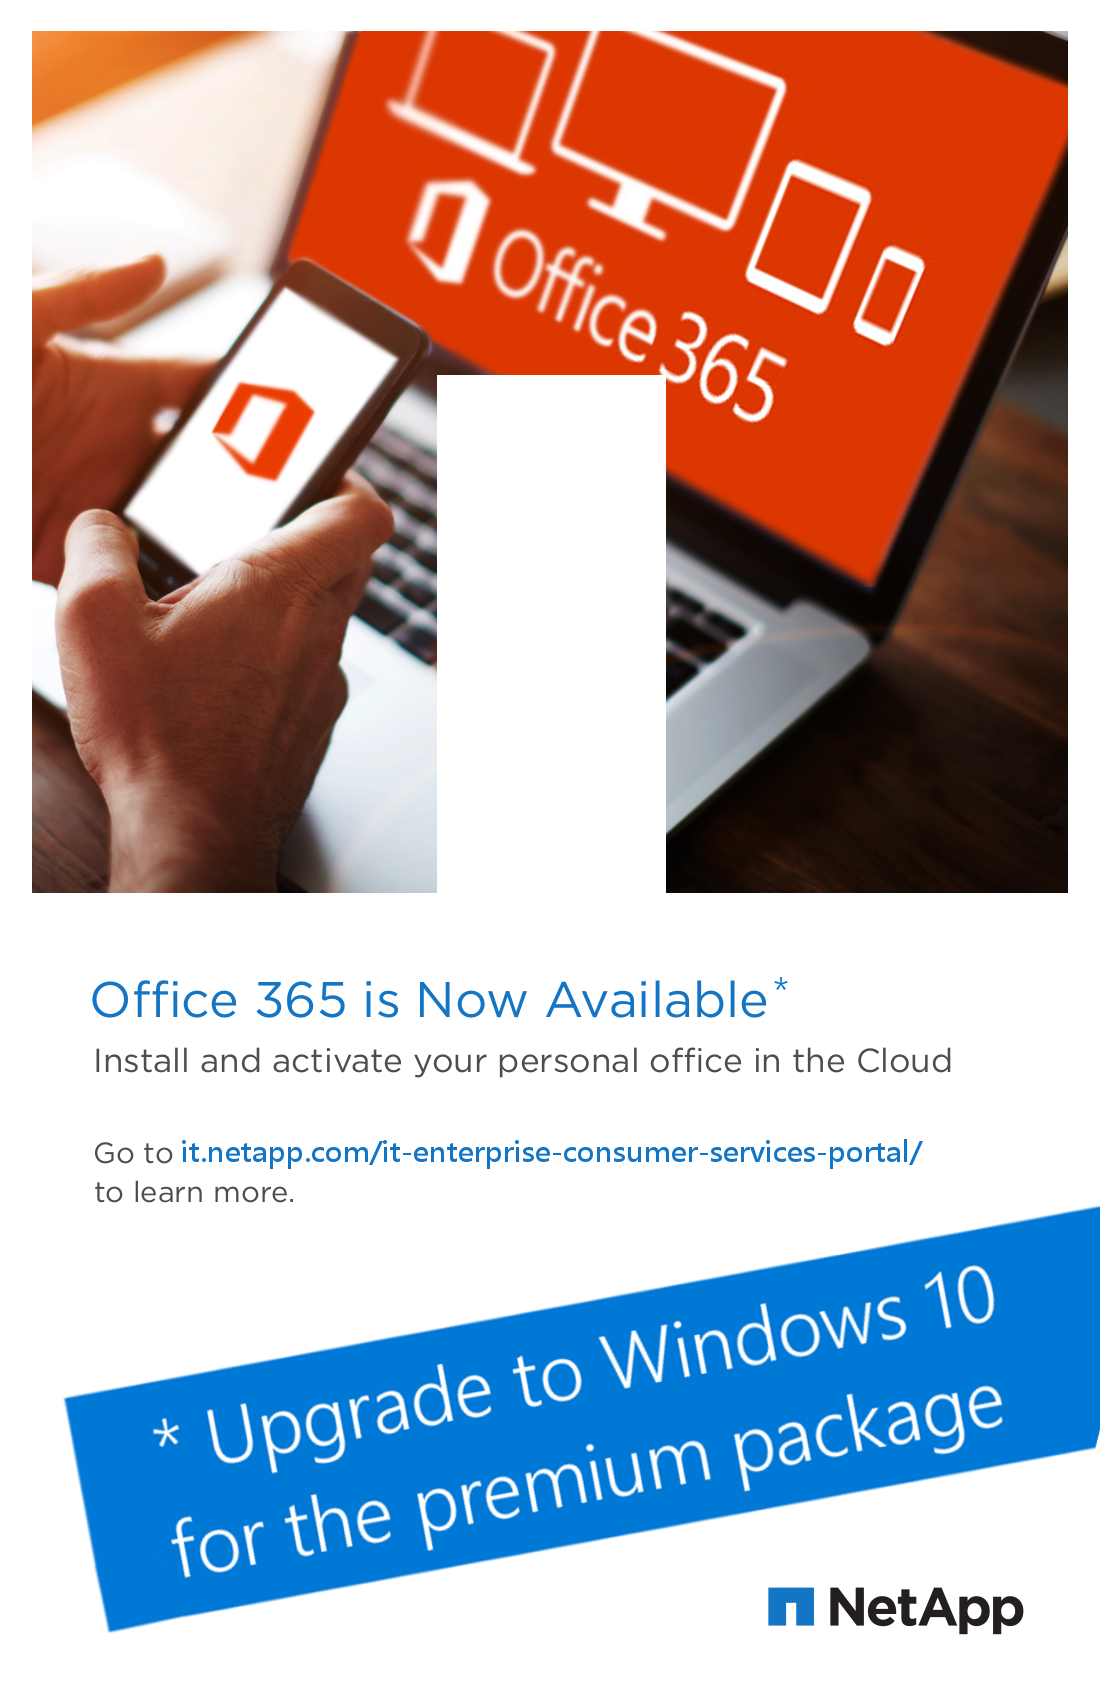 Office 365
Office 365 is Now Available*
Install and activate your personal office in the Cloud
Go to it.netapp.com/it-enterprise-consumer-services-portal/
to learn more.
* Upgrade to Windows 10
for the premium package
NetApp